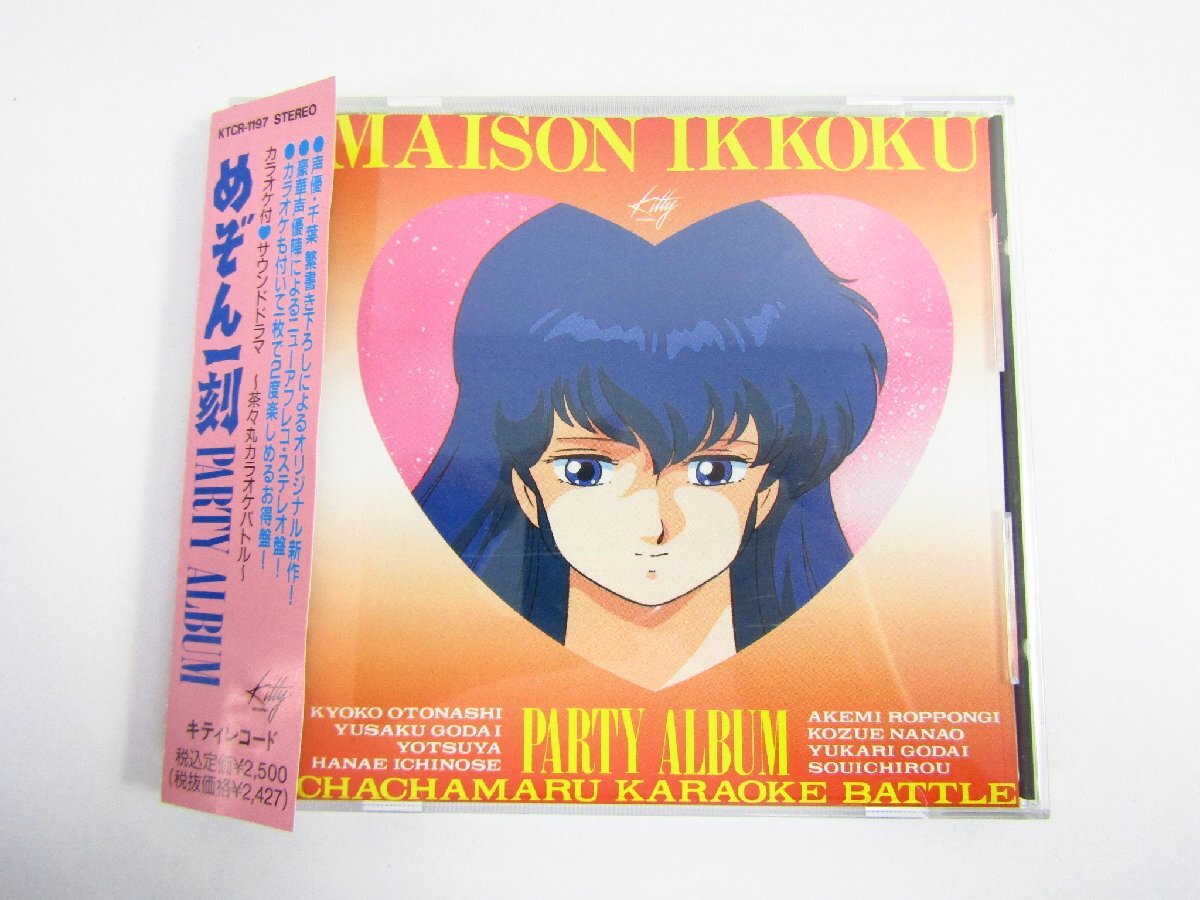 KTCR-1197 STEREO
●声優・千葉 繁書き下ろしによるオリジナル新作!
●豪華声優陣によるニューアフレコ・ステレオ盤!
●カラオケも付いて一枚で2度楽しめるお得盤!
カラオケ付♥サウンドドラマ ~茶々丸カラオケバトル~
めぞん一刻 PARTY ALBUM
Kitty
キティレコード
税込定価¥2,500
(税抜価格¥2,427)
MAISON IKKOKU
Kitty
KYOKO OTONASHI
YUSAKU GODAI
YOTSUYA
HANAE ICHINOSE
PARTY ALBUM
AKEMI ROPPONGI
KOZUE NANAO
YUKARI GODAI
SOUICHIROU
CHACHAMARU KARAOKE BATTLE